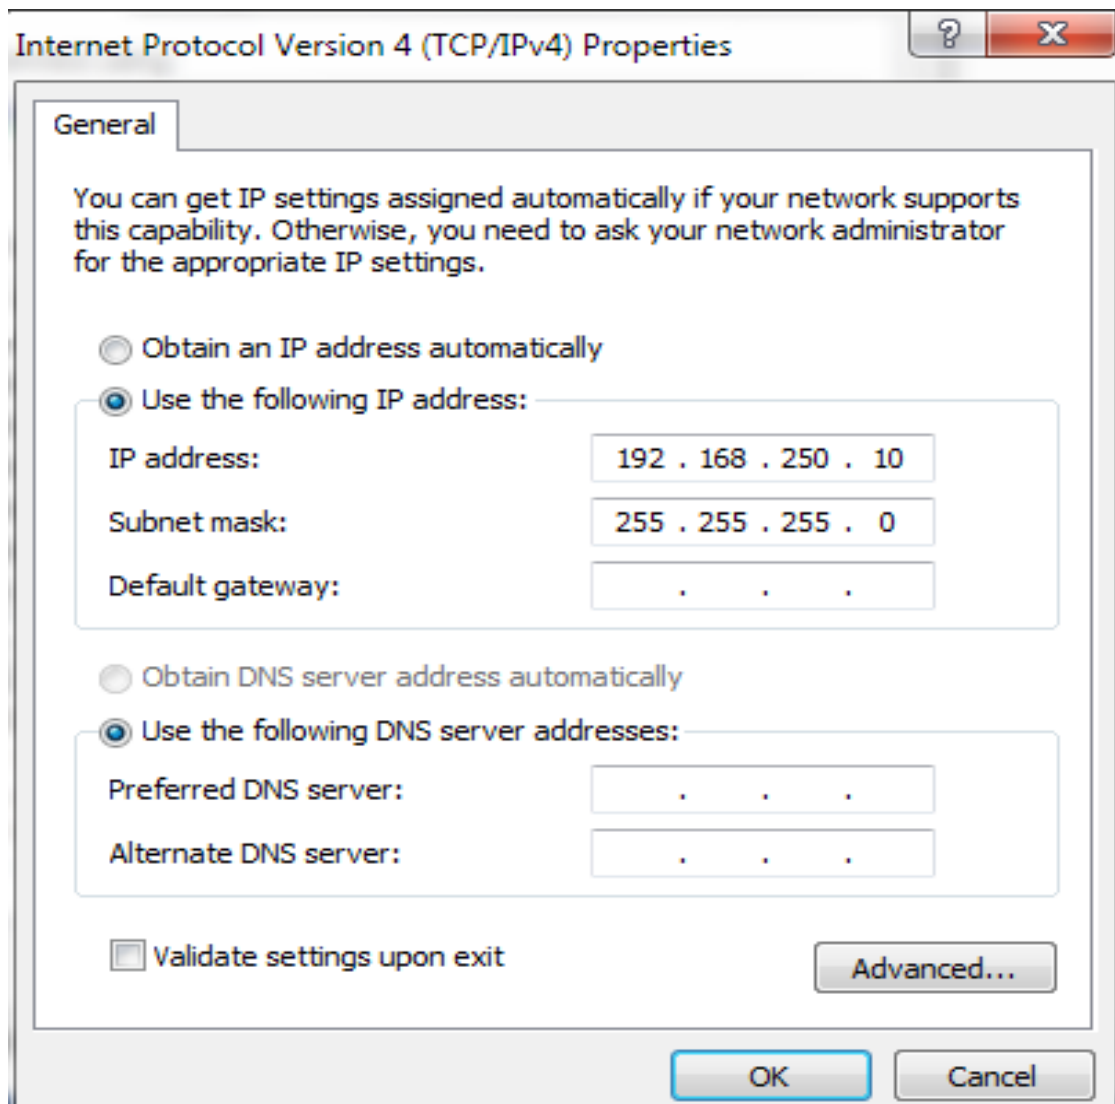 Internet Protocol Version 4 (TCP/IPv4) Properties
?
General
You can get IP settings assigned automatically if your network supports
this capability. Otherwise, you need to ask your network administrator
for the appropriate IP settings.
Obtain an IP address automatically
Use the following IP address:
IP address: 192 . 168 . 250 . 10
Subnet mask: 255 . 255 . 255 . 0
Default gateway: . . .
Obtain DNS server address automatically
Use the following DNS server addresses:
Preferred DNS server: . . .
Alternate DNS server: . . .
Validate settings upon exit
Advanced...
OK Cancel